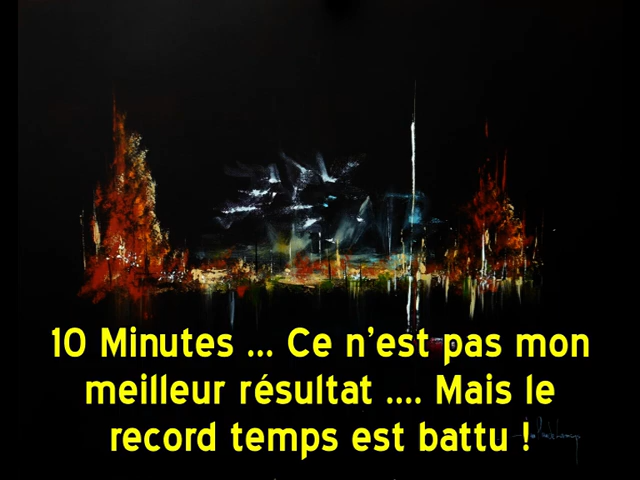 10 Minutes ... Ce n'est pas mon
meilleur résultat .... Mais le
record temps est battu !